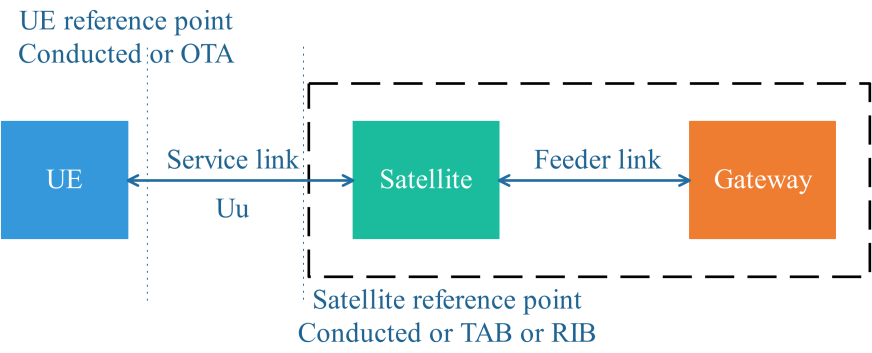 UE reference point
Conducted or OTA
UE
Service link
Uu
Satellite
Feeder link
Gateway
Satellite reference point
Conducted or TAB or RIB